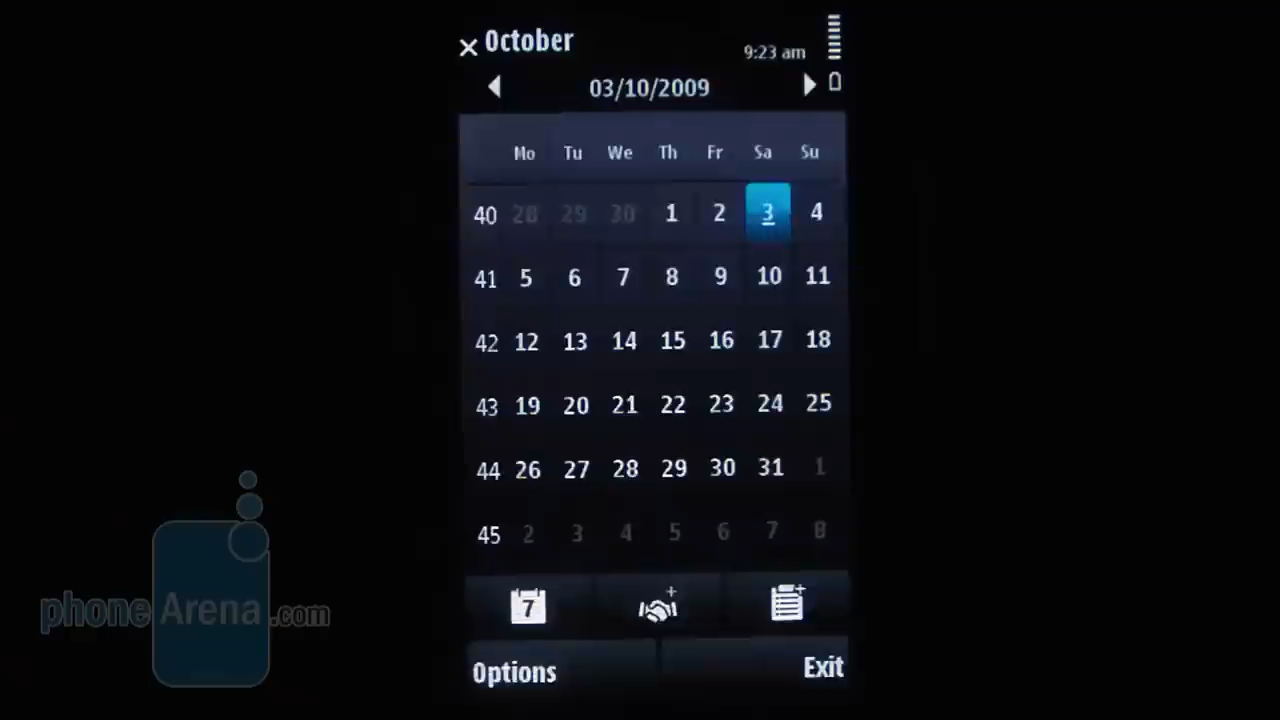 October
9:23 am
03/10/2009
Mo Tu We Th Fr Sa Su
40 28 29 30 1 2 3 4
41 5 6 7 8 9 10 11
42 12 13 14 15 16 17 18
43 19 20 21 22 23 24 25
44 26 27 28 29 30 31 1
45 2 3 4 5 6 7 8
7
Options Exit
phoneArena.com